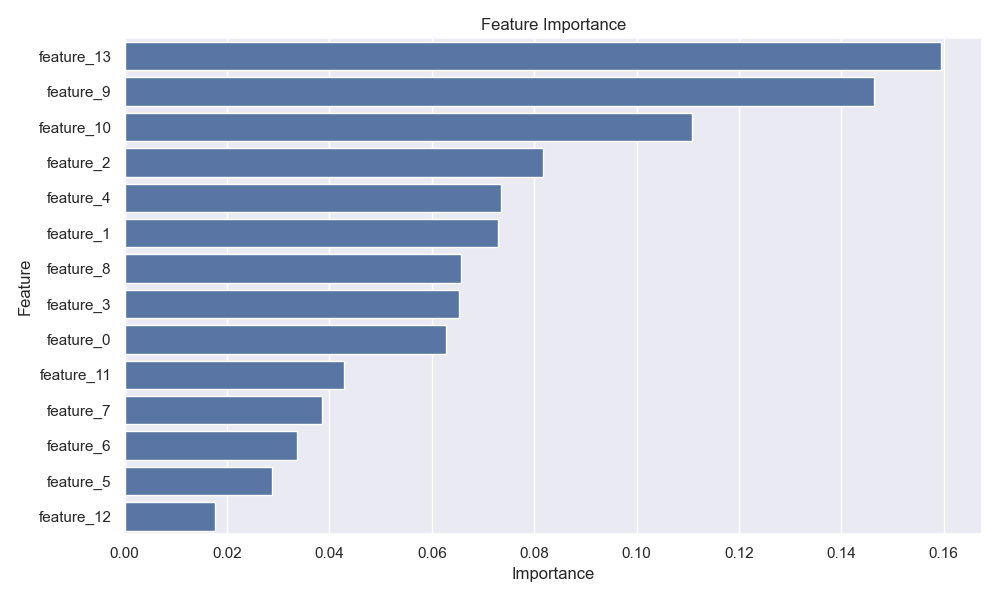 Feature Importance
feature_13
feature_9
feature_10
feature_2
feature_4
feature_1
feature_8
feature_3
feature_0
feature_11
feature_7
feature_6
feature_5
feature_12
Feature
0.00 0.02 0.04 0.06 0.08 0.10 0.12 0.14 0.16
Importance